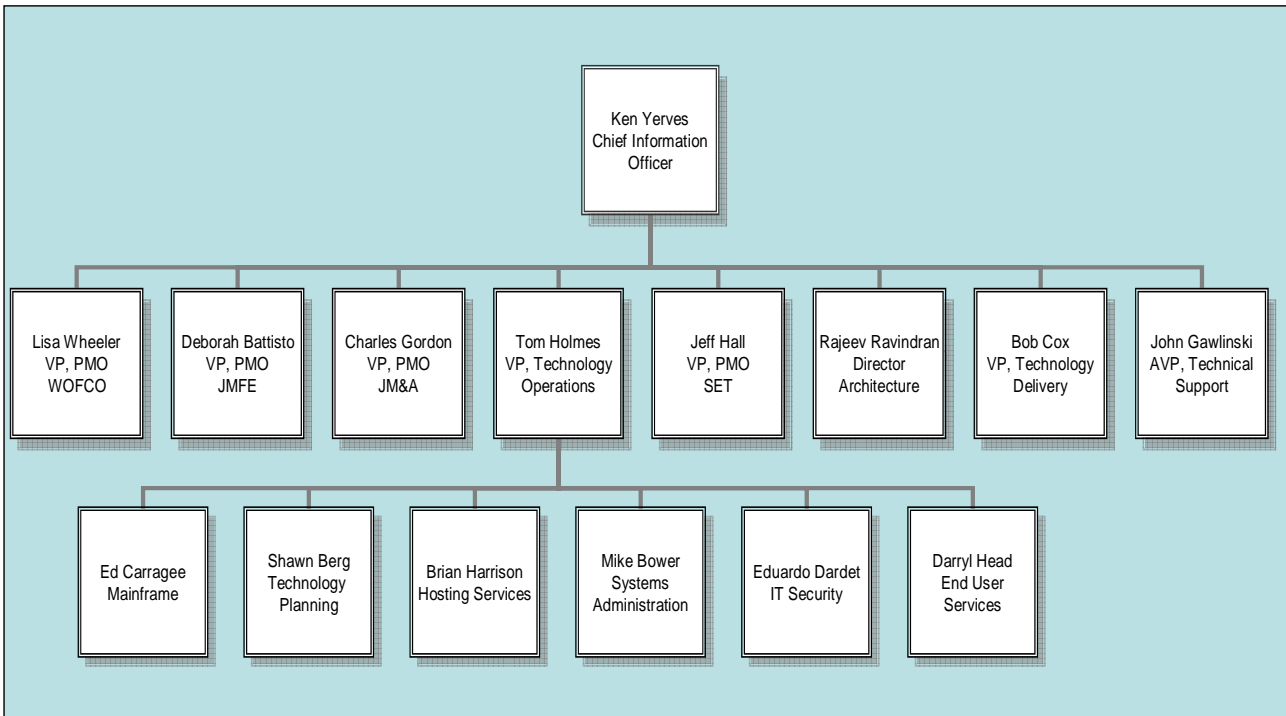 Ken Yerves
Chief Information
Officer
Lisa Wheeler
VP, PMO
WOFCO
Deborah Battisto
VP, PMO
JMFE
Charles Gordon
VP, PMO
JM&A
Tom Holmes
VP, Technology
Operations
Jeff Hall
VP, PMO
SET
Rajeev Ravindran
Director
Architecture
Bob Cox
VP, Technology
Delivery
John Gawlinski
AVP, Technical
Support
Ed Carragee
Mainframe
Shawn Berg
Technology
Planning
Brian Harrison
Hosting Services
Mike Bower
Systems
Administration
Eduardo Dardet
IT Security
Darryl Head
End User
Services